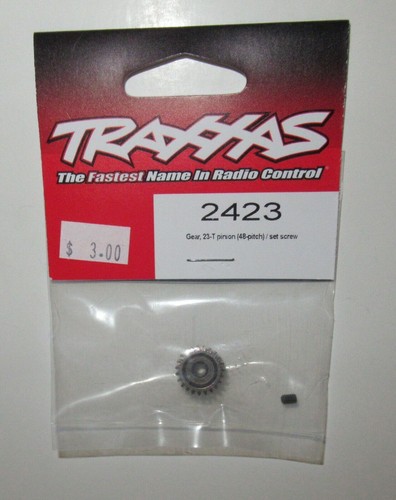 TRAXXAS
The Fastest Name In Radio Control
2423
Gear, 23-T pinion (48-pitch) / set screw
$ 3.00